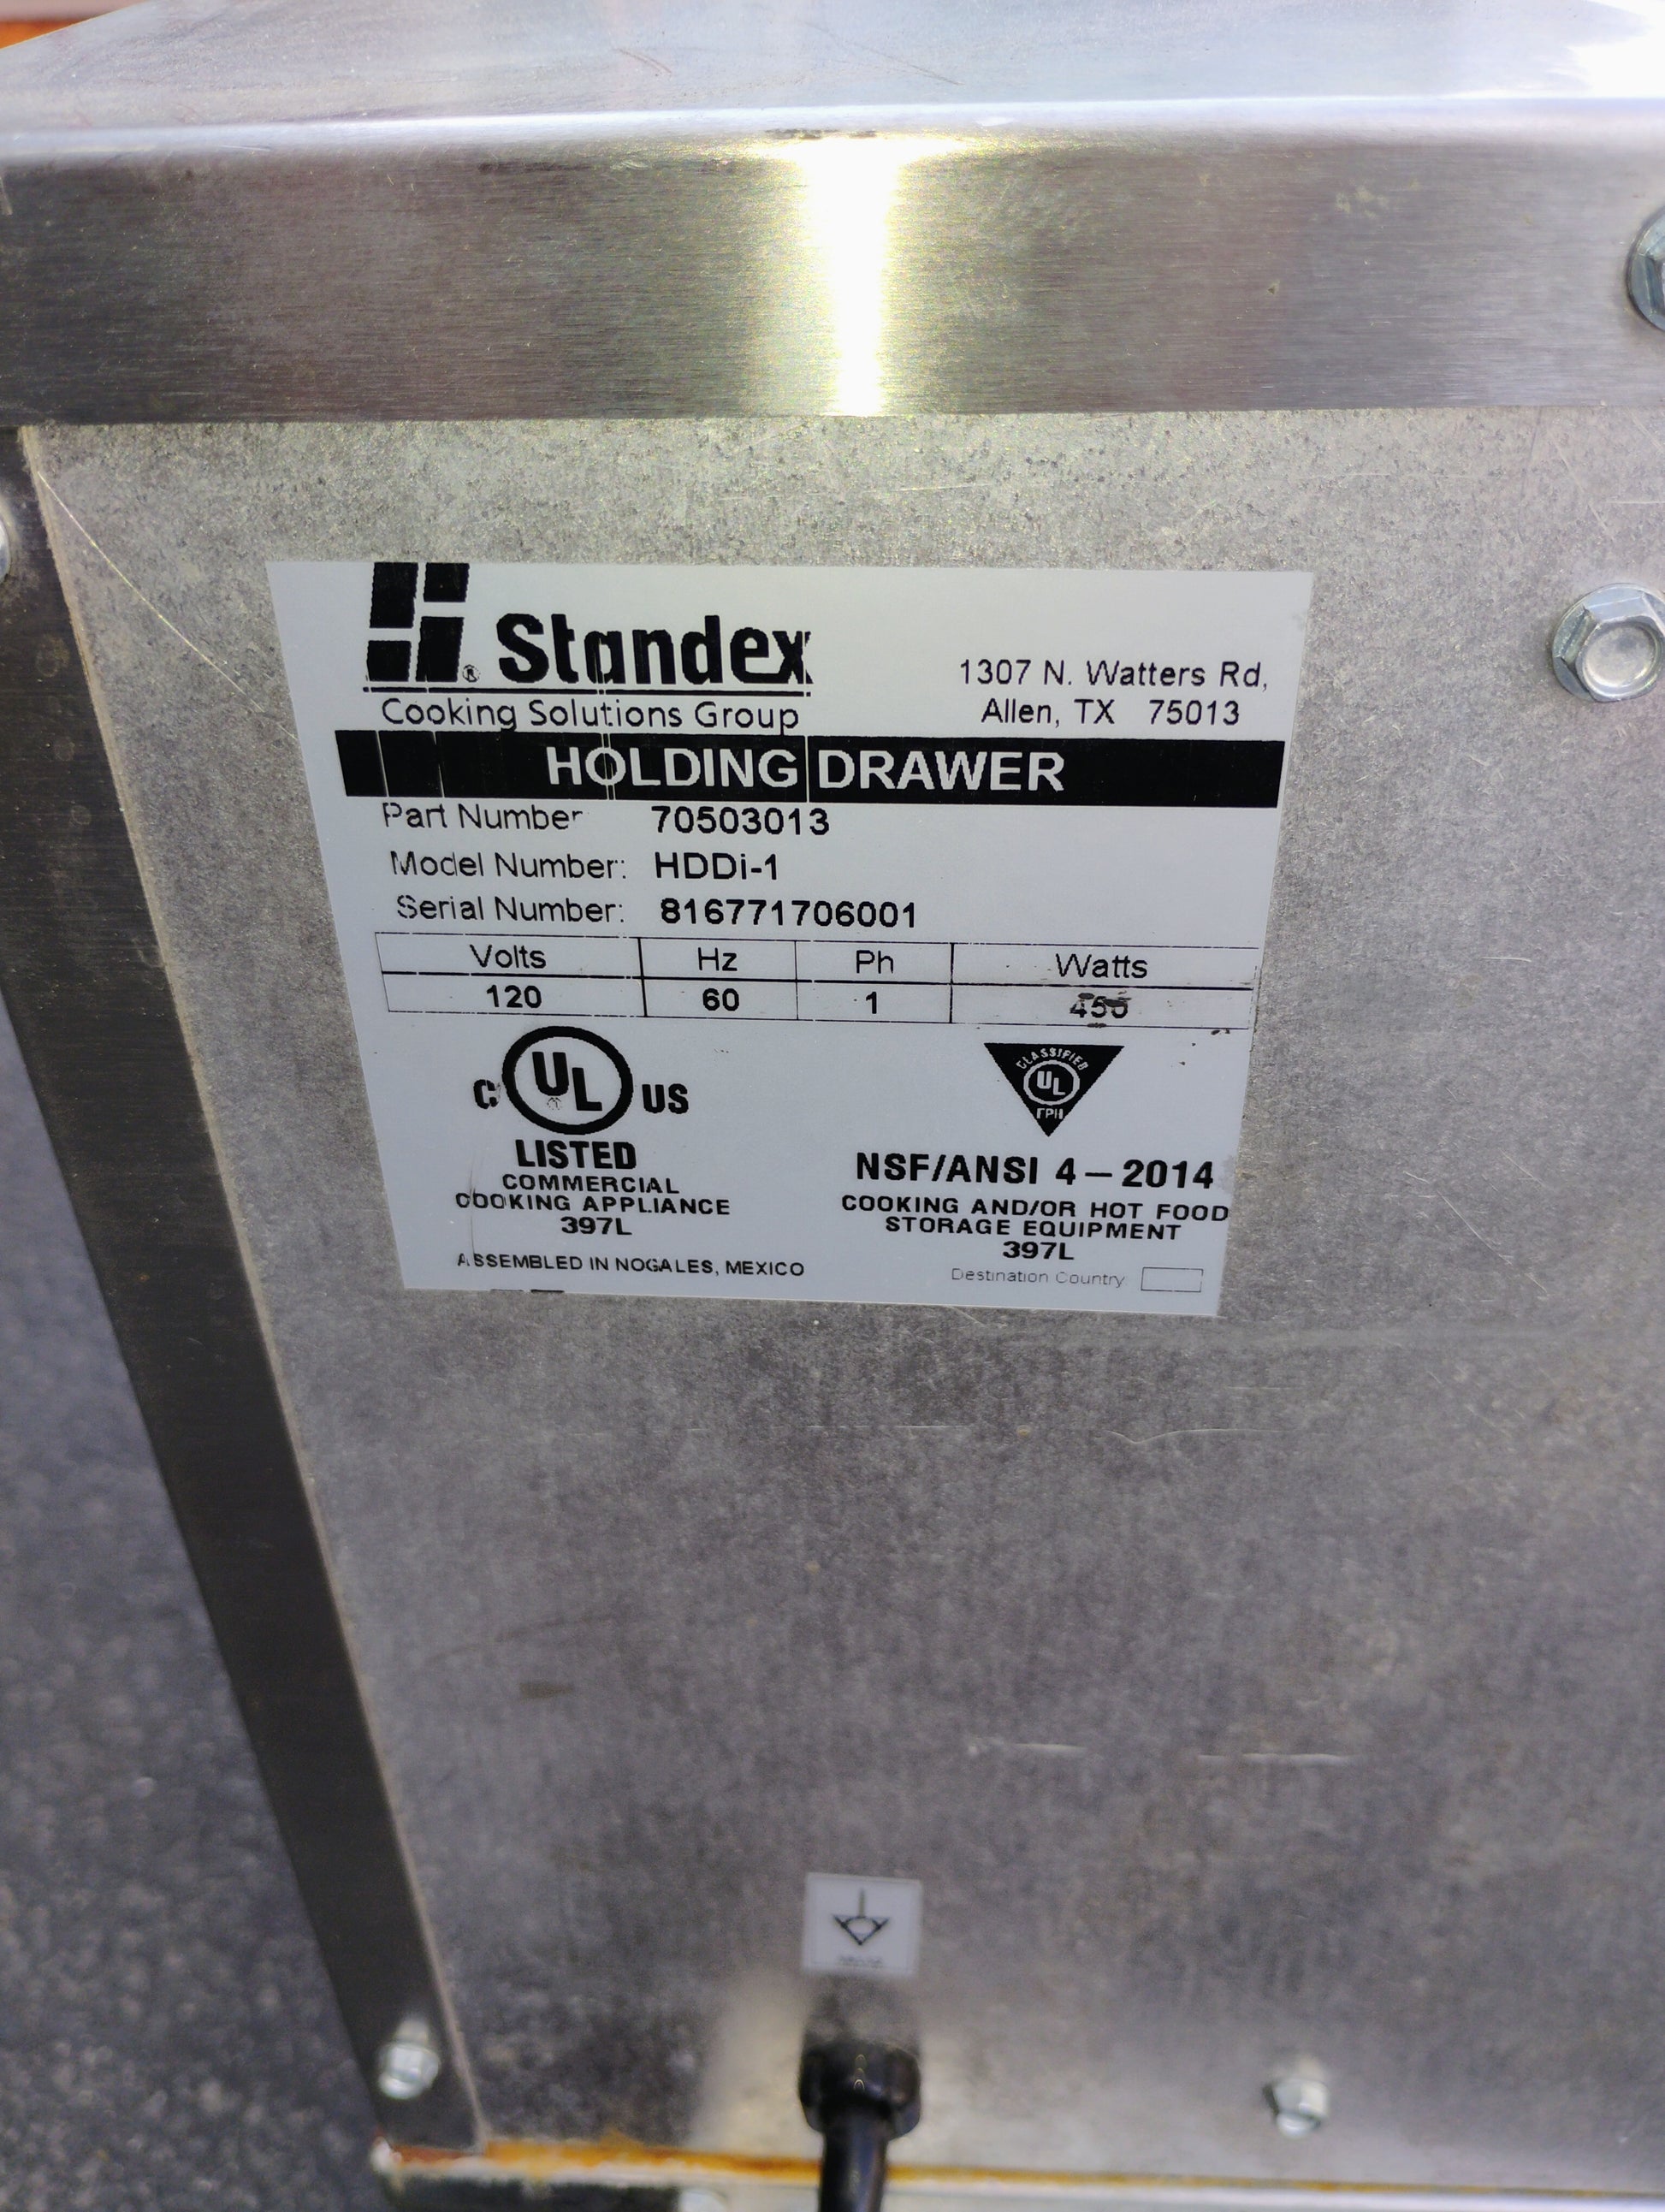 Standex
®
1307 N. Watters Rd,
Allen, TX 75013
Cooking Solutions Group
HOLDING DRAWER
Part Number 70503013
Model Number: HDDi-1
Serial Number: 816771706001
Volts Hz Ph Watts
120 60 1 450
C UL US
LISTED
COMMERCIAL
COOKING APPLIANCE
397L
ASSEMBLED IN NOGALES, MEXICO
CLASSIFIED
UL
EPH
NSF/ANSI 4-2014
COOKING AND/OR HOT FOOD
STORAGE EQUIPMENT
397L
Destination Country